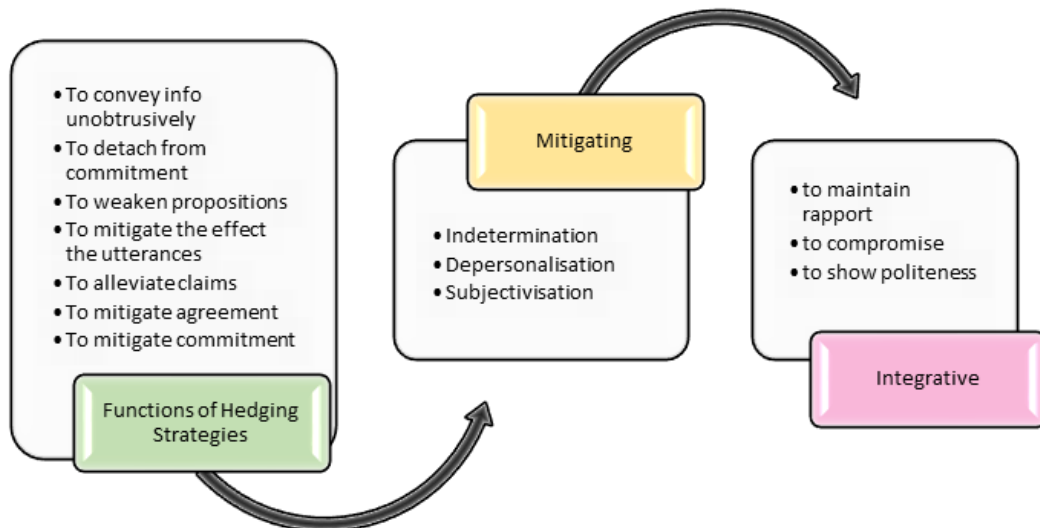 • To convey info
unobtrusively
• To detach from
commitment
• To weaken propositions
• To mitigate the effect
the utterances
• To alleviate claims
• To mitigate agreement
• To mitigate commitment
Functions of Hedging
Strategies
Mitigating
• Indetermination
• Depersonalisation
• Subjectivisation
• to maintain
rapport
• to compromise
• to show politeness
Integrative